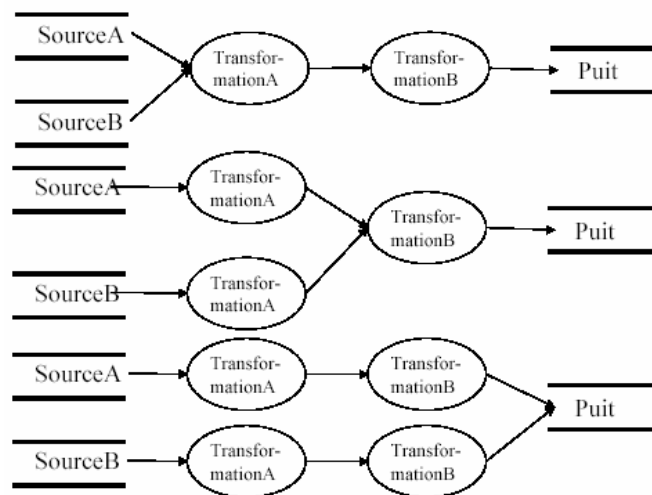 SourceA
Transfor-
mationA
Transfor-
mationB
Puit
SourceB
SourceA
Transfor-
mationA
Transfor-
mationB
Puit
SourceB
Transfor-
mationA
SourceA
Transfor-
mationA
Transfor-
mationB
Puit
SourceB
Transfor-
mationA
Transfor-
mationB